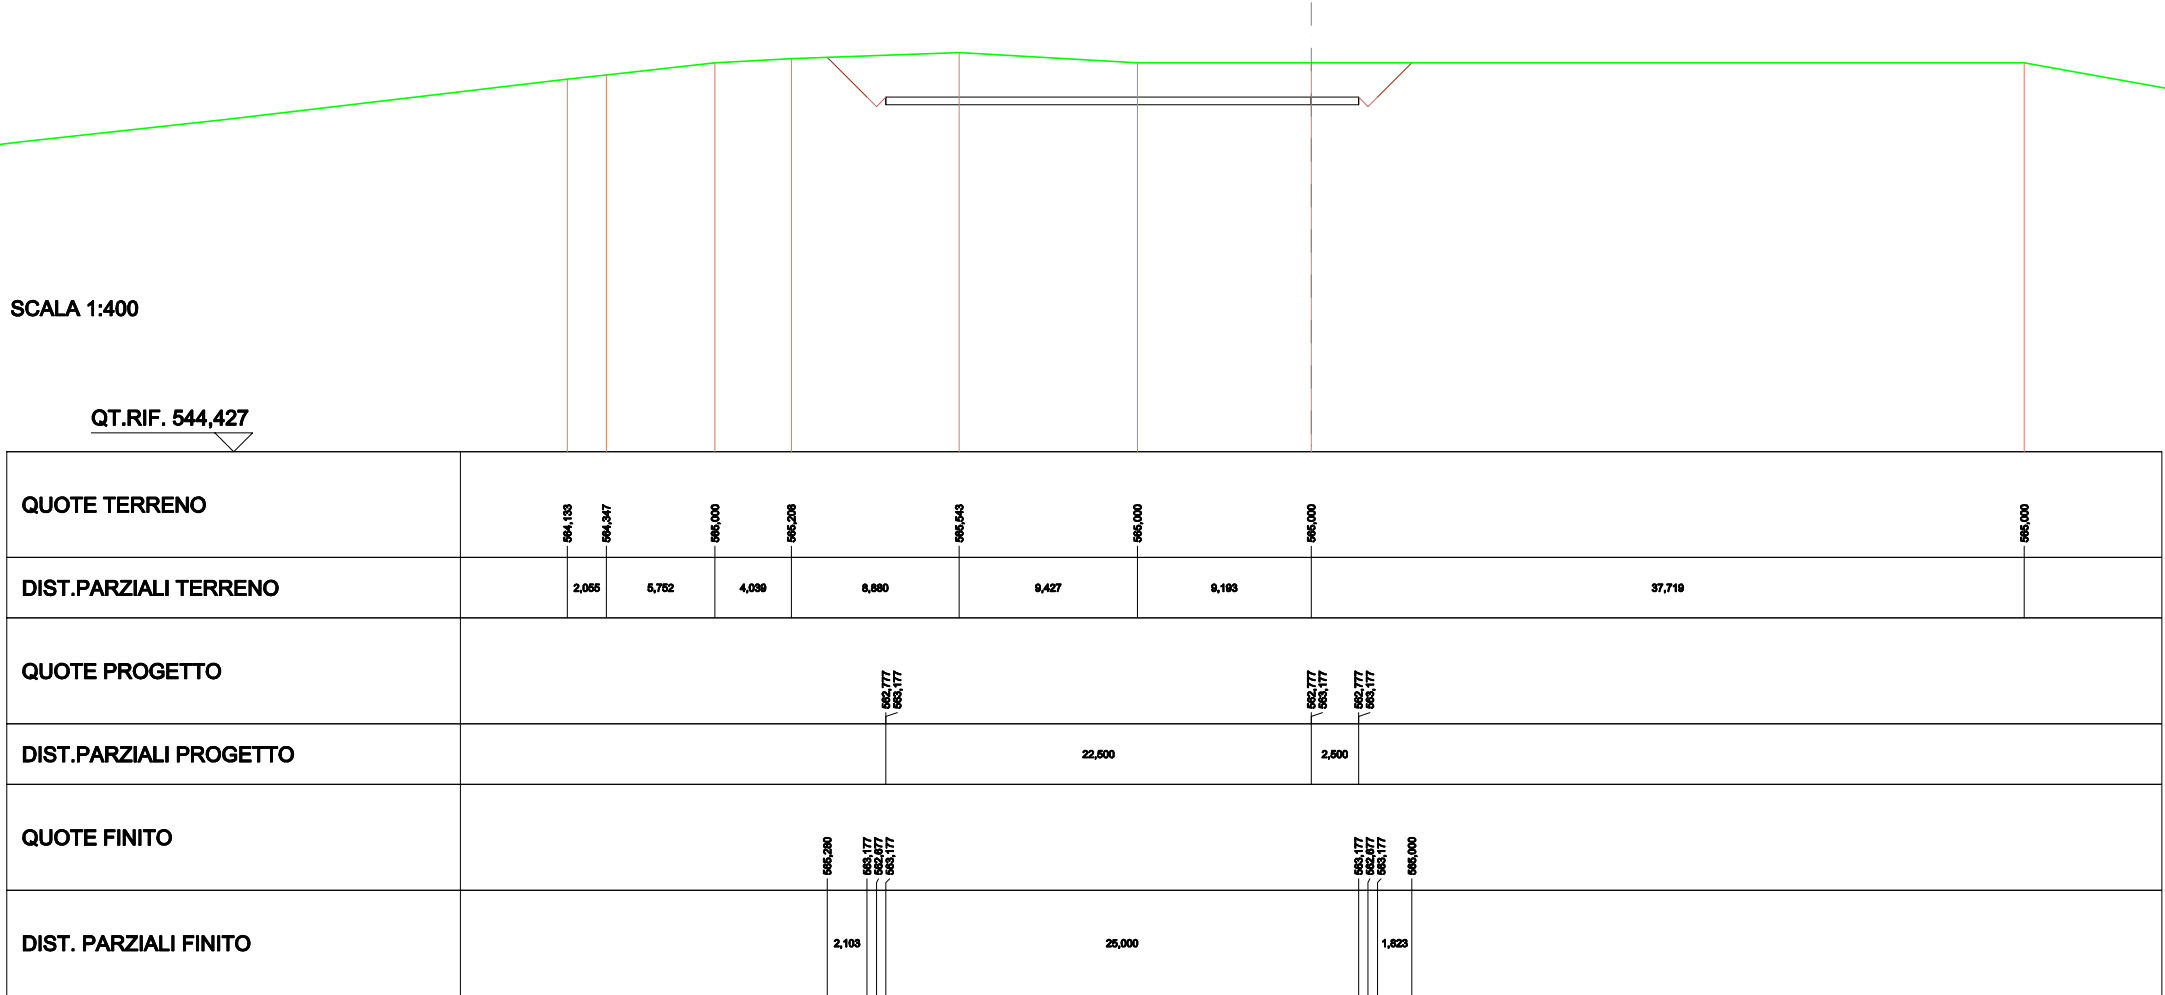 SCALA 1:400
QT.RIF. 544,427
QUOTE TERRENO
564,133 564,347 565,000 565,208 565,543 565,000 565,000 565,000
DIST.PARZIALI TERRENO
2,055 5,752 4,039 8,880 9,427 9,193 37,719
QUOTE PROGETTO
562,777 563,177 562,777 563,177 562,777 563,177
DIST.PARZIALI PROGETTO
22,500 2,500
QUOTE FINITO
565,280 563,177 562,677 563,177 563,177 562,677 563,177 565,000
DIST. PARZIALI FINITO
2,103 25,000 1,823